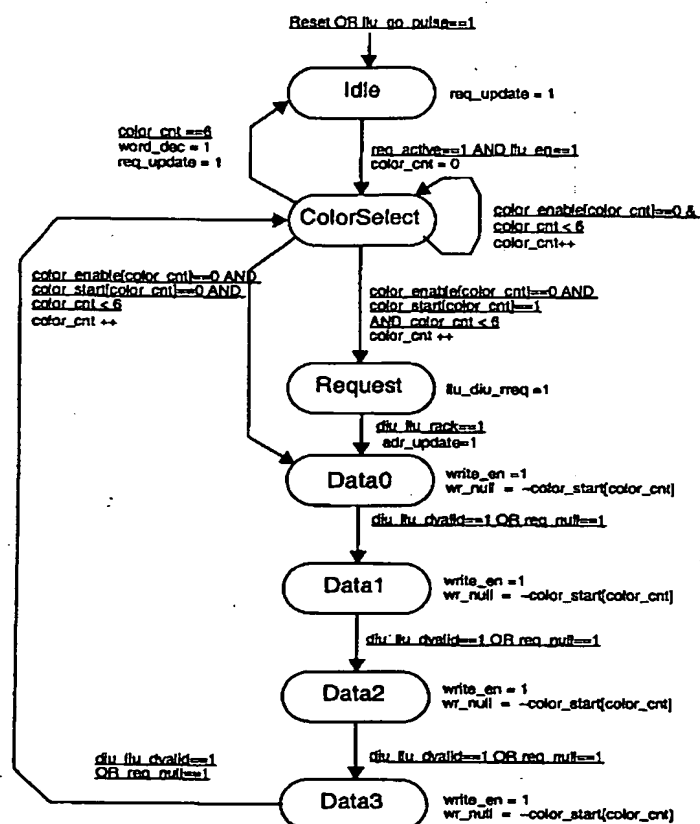 Reset OR llu_go_pulse==1
Idle
req_update = 1
color_cnt ==6
word_dec = 1
req_update = 1
req_active==1 AND llu_en==1
color_cnt = 0
ColorSelect
color_enable[color_cnt]==0 &
color_cnt < 6
color_cnt++
color_enable[color_cnt]==0 AND
color_start[color_cnt]==0 AND
color_cnt < 6
color_cnt ++
color_enable[color_cnt]==0 AND
color_start[color_cnt]==1
AND color_cnt < 6
color_cnt ++
Request
llu_diu_rreq =1
diu_llu_rack==1
adr_update=1
Data0
write_en =1
wr_null = ~color_start[color_cnt]
diu_llu_dvalid==1 OR req_null==1
Data1
write_en =1
wr_null = ~color_start[color_cnt]
diu_llu_dvalid==1 OR req_null==1
Data2
write_en = 1
wr_null = ~color_start[color_cnt]
diu_llu_dvalid==1
OR req_null==1
diu_llu_dvalid==1 OR req_null==1
Data3
write_en = 1
wr_null = ~color_start[color_cnt]